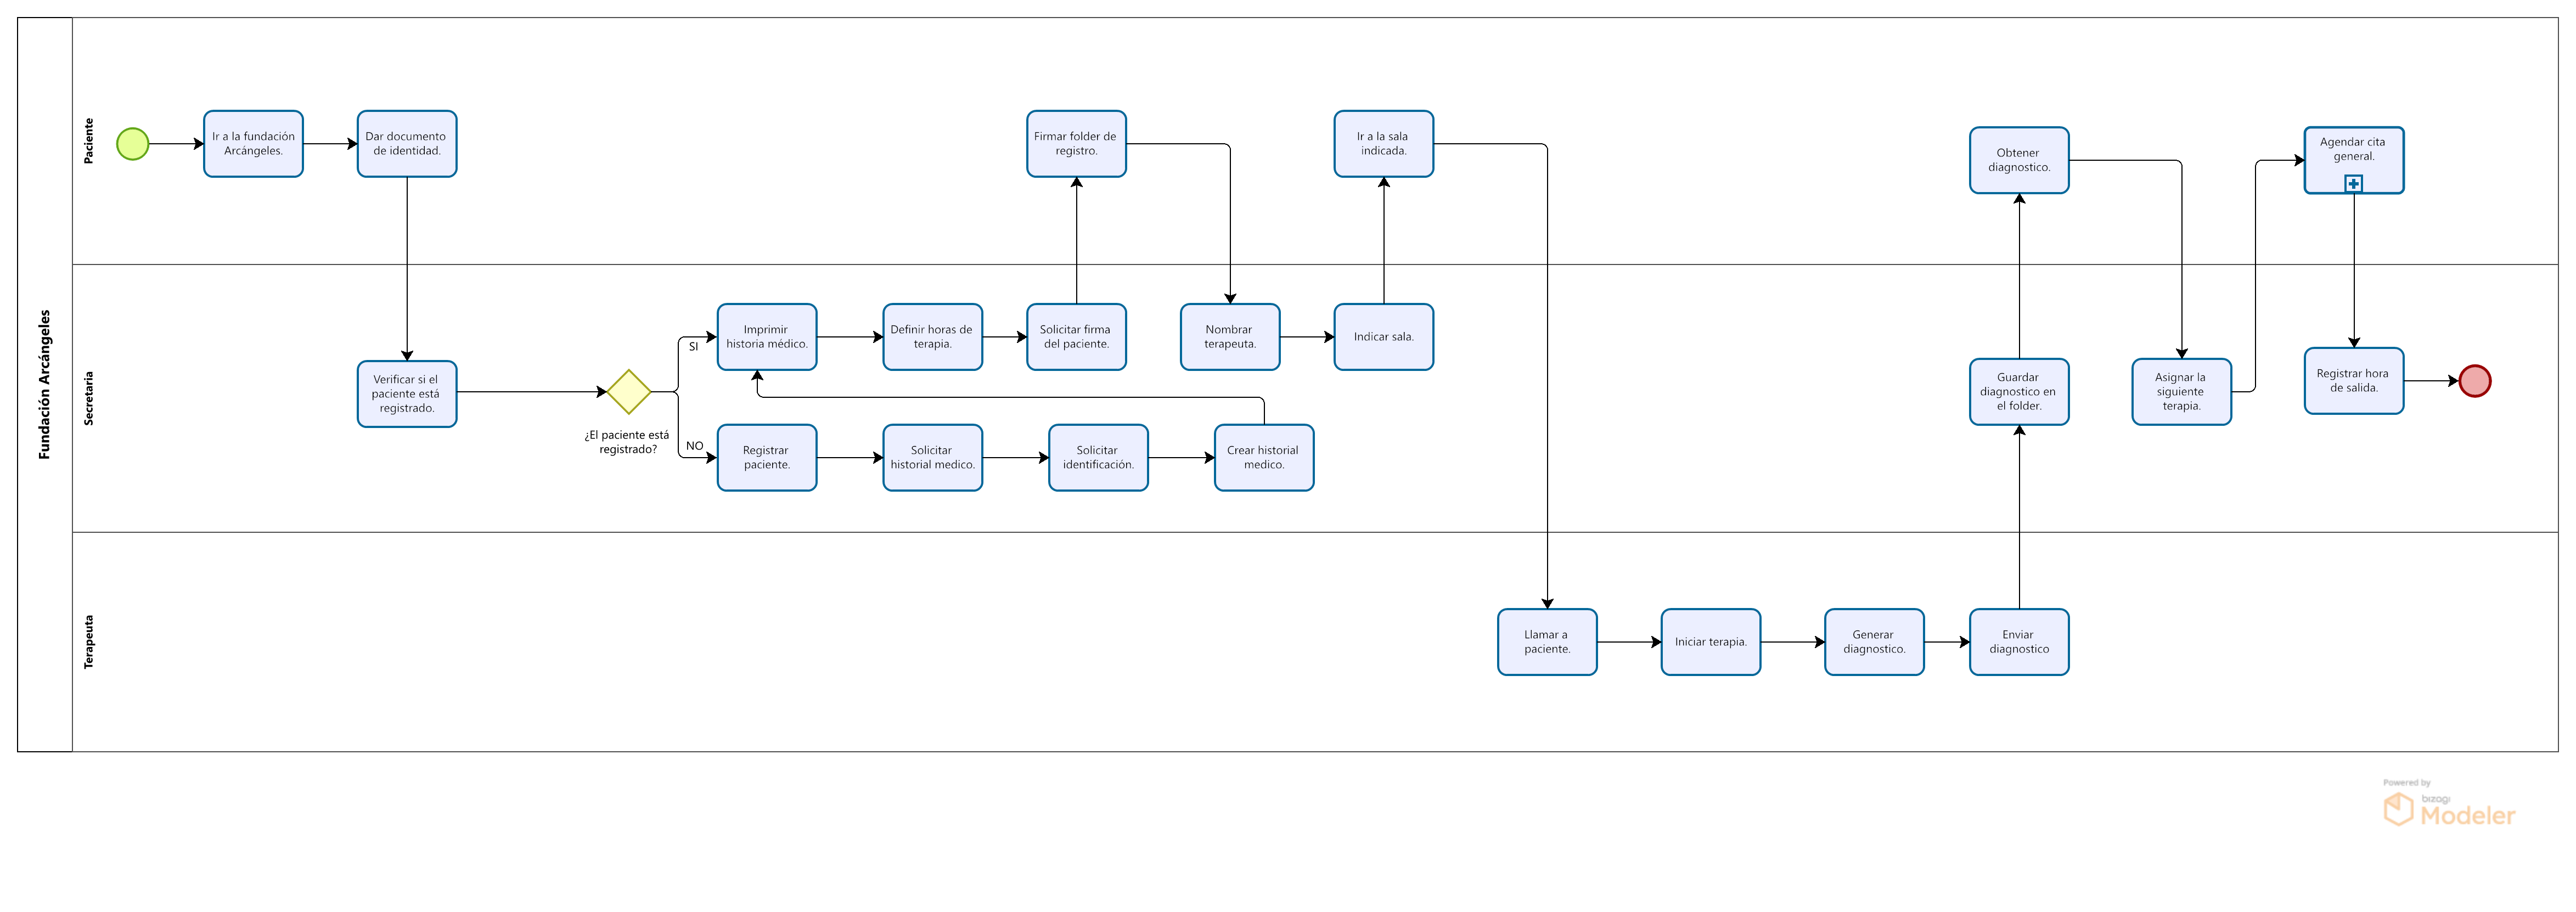 Fundación Arcángeles
Paciente
Ir a la fundación
Arcángeles.
Dar documento
de identidad.
Firmar folder de
registro.
Ir a la sala
indicada.
Obtener
diagnostico.
Agendar cita
general.
Secretaria
Verificar si el
paciente está
registrado.
¿El paciente está
registrado?
SI
Imprimir
historia médico.
Definir horas de
terapia.
Solicitar firma
del paciente.
Nombrar
terapeuta.
Indicar sala.
NO
Registrar
paciente.
Solicitar
historial medico.
Solicitar
identificación.
Crear historial
medico.
Guardar
diagnostico en
el folder.
Asignar la
siguiente
terapia.
Registrar hora
de salida.
Terapeuta
Llamar a
paciente.
Iniciar terapia.
Generar
diagnostico.
Enviar
diagnostico
Powered by
bizagi
Modeler